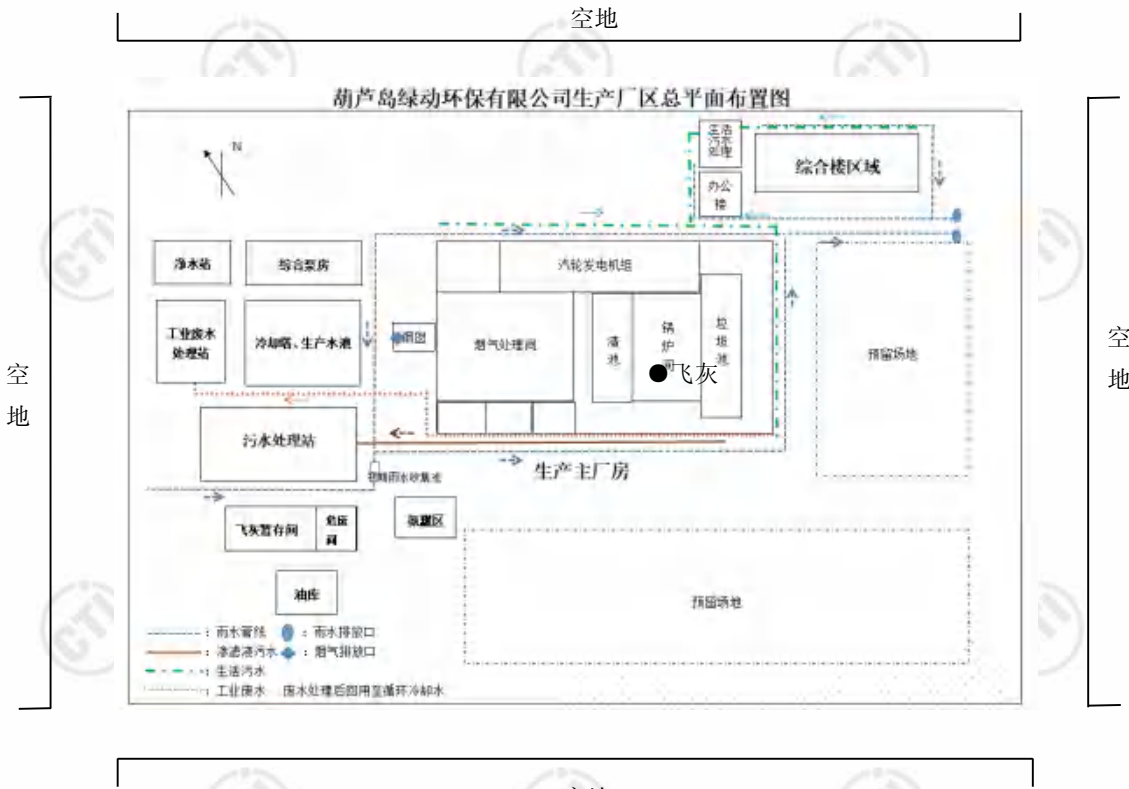 空地
葫芦岛绿动环保有限公司生产厂区总平面布置图
N
生活
污水
处理
综合楼区域
办公
楼
净水站
综合泵房
汽轮发电机组
工业废水
处理站
冷却塔、生产水池
烟囱
烟气处理间
渣
池
锅
炉
间
垃
圾
池
预留场地
飞灰
空
地
空
地
污水处理站
生产主厂房
初期雨水收集池
飞灰暂存间
危废
间
氨罐区
油库
预留场地
：雨水管线
：雨水排放口
：渗滤液污水
：烟气排放口
：生活污水
：工业废水
废水处理后回用至循环冷却水
CTI
CTI
CTI
CTI
CTI